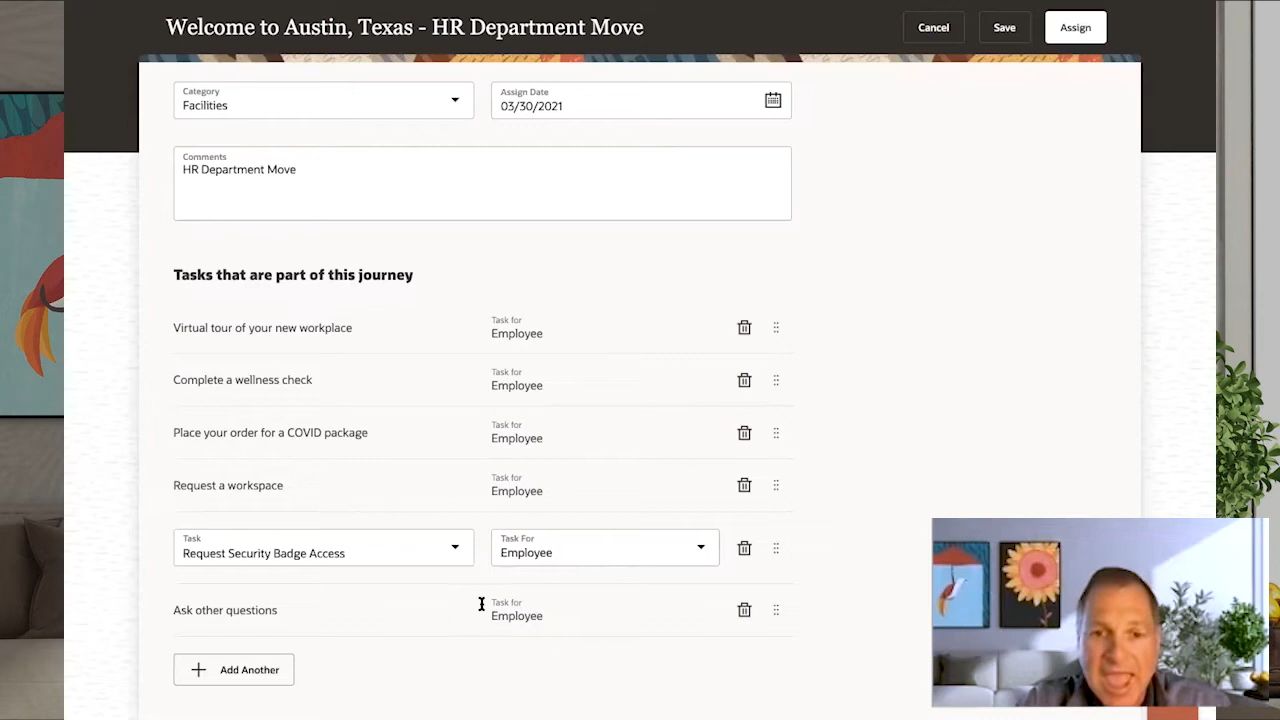 Welcome to Austin, Texas - HR Department Move
Cancel
Save
Assign
Category
Facilities
Assign Date
03/30/2021
Comments
HR Department Move
Tasks that are part of this journey
Virtual tour of your new workplace
Task for
Employee
Complete a wellness check
Task for
Employee
Place your order for a COVID package
Task for
Employee
Request a workspace
Task for
Employee
Task
Request Security Badge Access
Task For
Employee
Ask other questions
Task for
Employee
Add Another